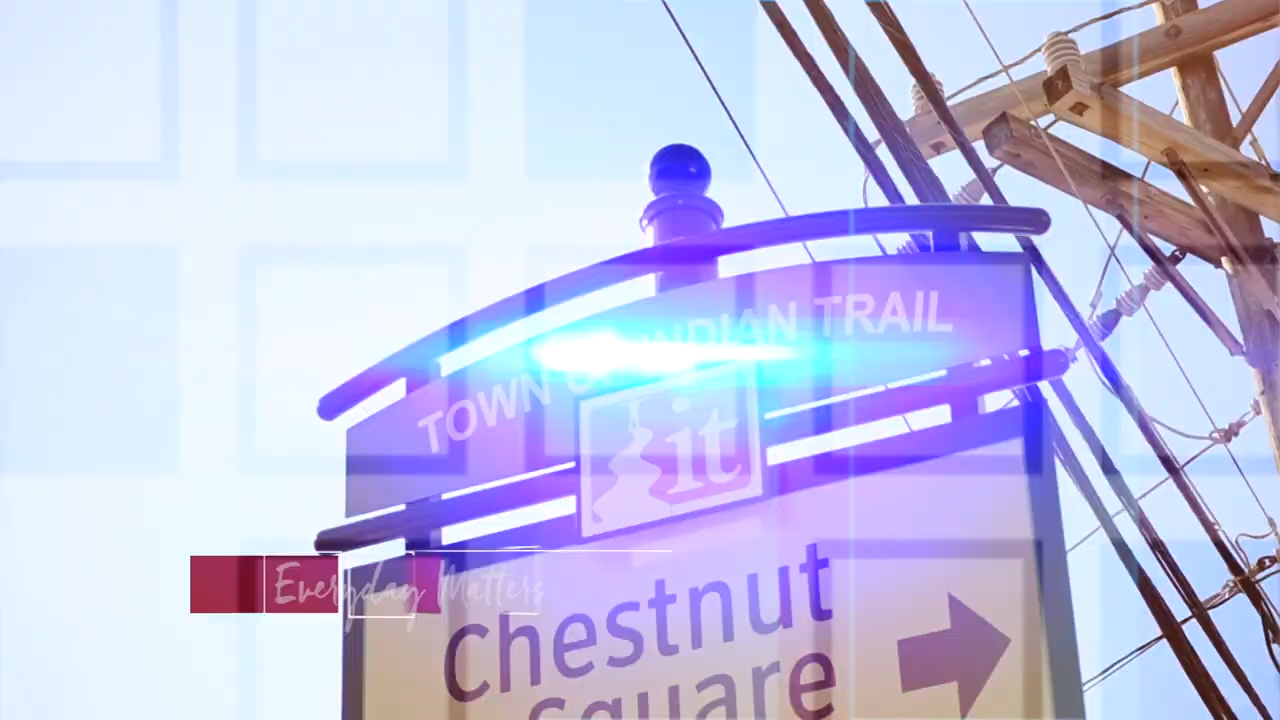 TOWN OF INDIAN TRAIL
it
Everyday Matters
Chestnut
Square